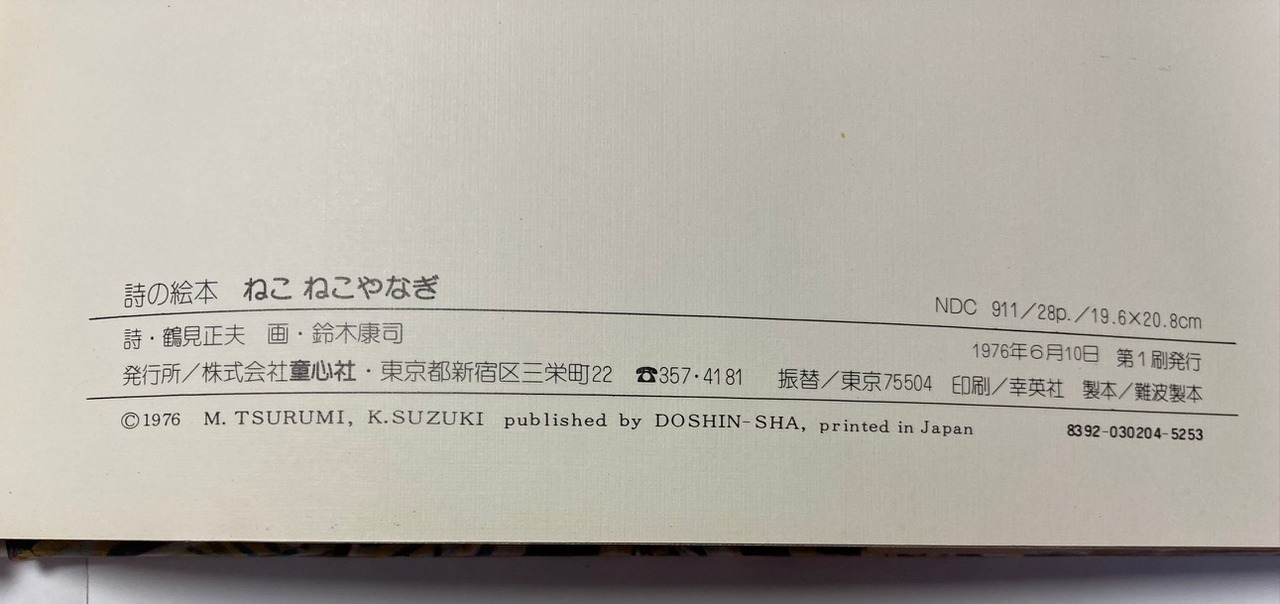 詩の絵本 ねこ ねこやなぎ
NDC 911/28p./19.6×20.8cm
詩・鶴見正夫 画・鈴木康司
1976年6月10日 第1刷発行
発行所/株式会社童心社・東京都新宿区三栄町22 ☎357・4181 振替/東京75504 印刷/幸英社 製本/難波製本
©1976 M. TSURUMI, K.SUZUKI published by DOSHIN-SHA, printed in Japan 8392-030204-5253